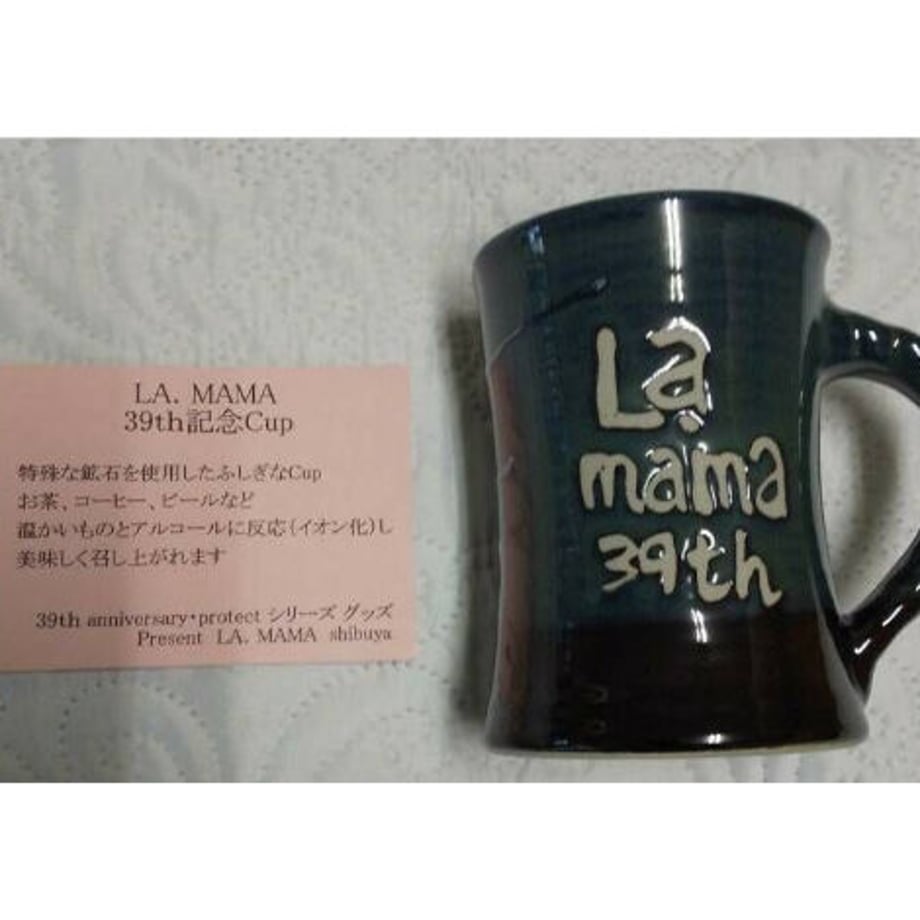 LA. MAMA
39th記念Cup
特殊な鉱石を使用したふしぎなCup
お茶、コーヒー、ビールなど
温かいものとアルコールに反応(イオン化)し
美味しく召し上がれます
39th anniversary・protect シリーズ グッズ
Present LA. MAMA shibuya
La
mama
39th